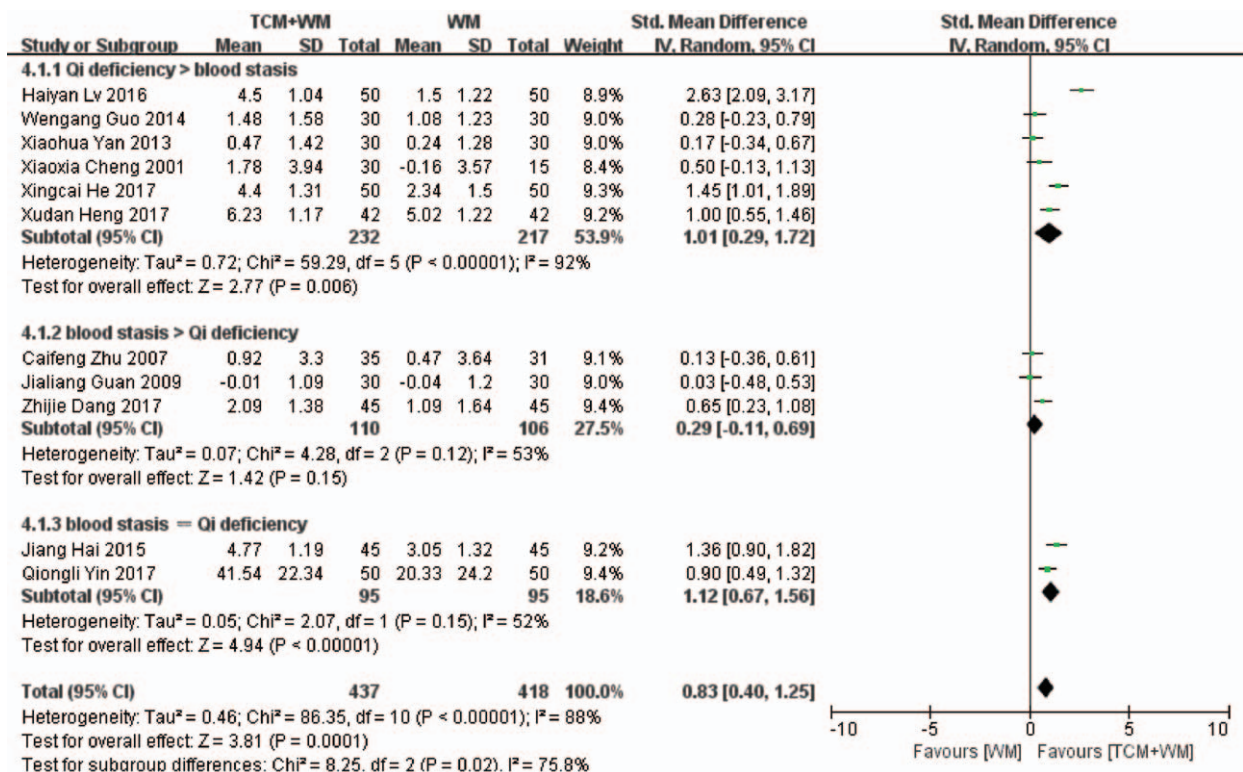 TCM+WM WM Std. Mean Difference Std. Mean Difference
Study or Subgroup Mean SD Total Mean SD Total Weight IV, Random, 95% CI IV, Random, 95% CI
4.1.1 Qi deficiency > blood stasis
Haiyan Lv 2016 4.5 1.04 50 1.5 1.22 50 8.9% 2.63 [2.09, 3.17]
Wengang Guo 2014 1.48 1.58 30 1.08 1.23 30 9.0% 0.28 [-0.23, 0.79]
Xiaohua Yan 2013 0.47 1.42 30 0.24 1.28 30 9.0% 0.17 [-0.34, 0.67]
Xiaoxia Cheng 2001 1.78 3.94 30 -0.16 3.57 15 8.4% 0.50 [-0.13, 1.13]
Xingcai He 2017 4.4 1.31 50 2.34 1.5 50 9.3% 1.45 [1.01, 1.89]
Xudan Heng 2017 6.23 1.17 42 5.02 1.22 42 9.2% 1.00 [0.55, 1.46]
Subtotal (95% CI) 232 217 53.9% 1.01 [0.29, 1.72]
Heterogeneity: Tau² = 0.72; Chi² = 59.29, df = 5 (P < 0.00001); I² = 92%
Test for overall effect: Z = 2.77 (P = 0.006)
4.1.2 blood stasis > Qi deficiency
Caifeng Zhu 2007 0.92 3.3 35 0.47 3.64 31 9.1% 0.13 [-0.36, 0.61]
Jialiang Guan 2009 -0.01 1.09 30 -0.04 1.2 30 9.0% 0.03 [-0.48, 0.53]
Zhijie Dang 2017 2.09 1.38 45 1.09 1.64 45 9.4% 0.65 [0.23, 1.08]
Subtotal (95% CI) 110 106 27.5% 0.29 [-0.11, 0.69]
Heterogeneity: Tau² = 0.07; Chi² = 4.28, df = 2 (P = 0.12); I² = 53%
Test for overall effect: Z = 1.42 (P = 0.15)
4.1.3 blood stasis = Qi deficiency
Jiang Hai 2015 4.77 1.19 45 3.05 1.32 45 9.2% 1.36 [0.90, 1.82]
Qiongli Yin 2017 41.54 22.34 50 20.33 24.2 50 9.4% 0.90 [0.49, 1.32]
Subtotal (95% CI) 95 95 18.6% 1.12 [0.67, 1.56]
Heterogeneity: Tau² = 0.05; Chi² = 2.07, df = 1 (P = 0.15); I² = 52%
Test for overall effect: Z = 4.94 (P < 0.00001)
Total (95% CI) 437 418 100.0% 0.83 [0.40, 1.25]
Heterogeneity: Tau² = 0.46; Chi² = 86.35, df = 10 (P < 0.00001); I² = 88%
Test for overall effect: Z = 3.81 (P = 0.0001)
Test for subgroup differences: Chi² = 8.25, df = 2 (P = 0.02), I² = 75.8%
-10 -5 0 5 10
Favours [WM] Favours [TCM+WM]